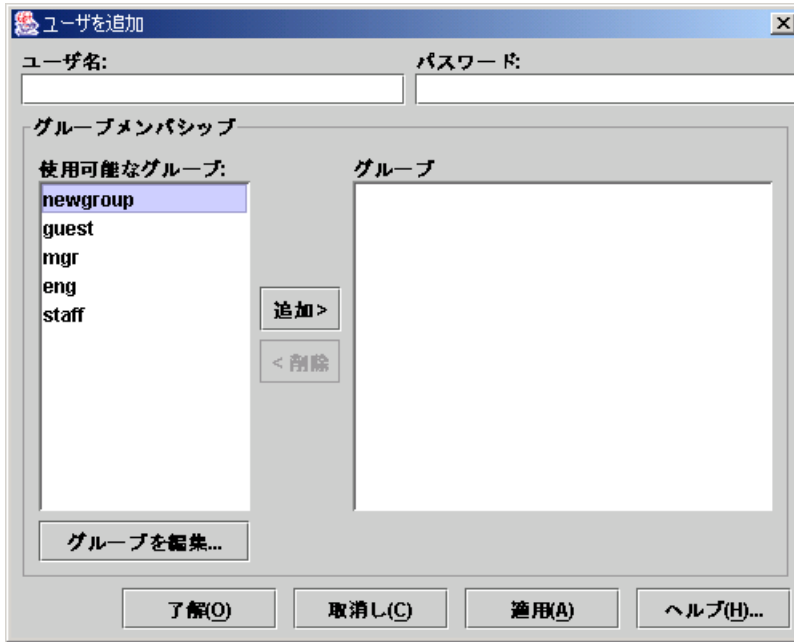 ユーザを追加
ユーザ名:
パスワード:
グループメンバシップ
使用可能なグループ:
グループ
newgroup
guest
mgr
eng
staff
追加>
< 削除
グループを編集...
了解(O)
取消し(C)
適用(A)
ヘルプ(H)...